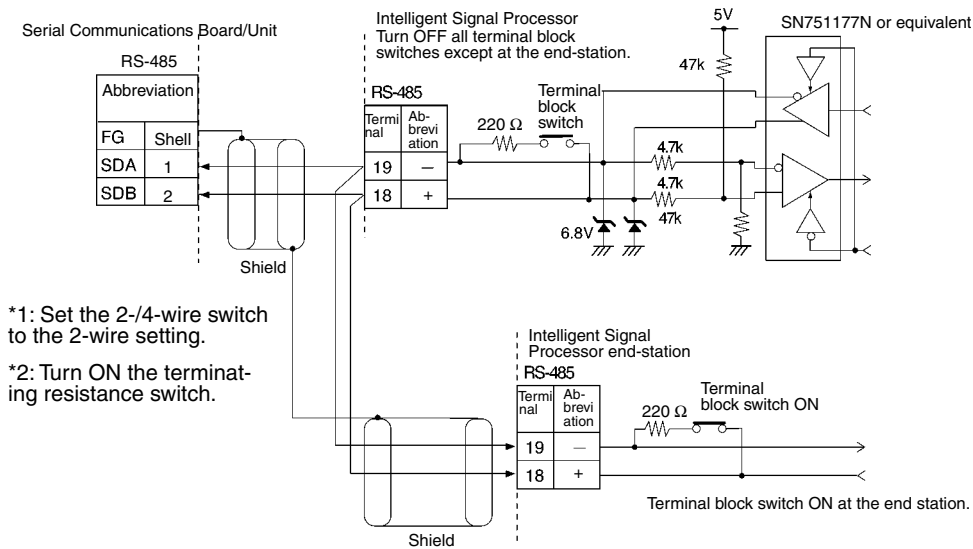 Serial Communications Board/Unit
RS-485
Abbreviation
FG Shell
SDA 1
SDB 2
Shield
Intelligent Signal Processor
Turn OFF all terminal block
switches except at the end-station.
RS-485
Termi
nal
Ab-
brevi
ation
19 —
18 +
220 Ω
Terminal
block
switch
5V
47k
4.7k
4.7k
47k
6.8V
SN751177N or equivalent
*1: Set the 2-/4-wire switch
to the 2-wire setting.
*2: Turn ON the terminat-
ing resistance switch.
Intelligent Signal
Processor end-station
RS-485
Termi
nal
Ab-
brevi
ation
19 —
18 +
220 Ω
Terminal
block switch ON
Terminal block switch ON at the end station.
Shield